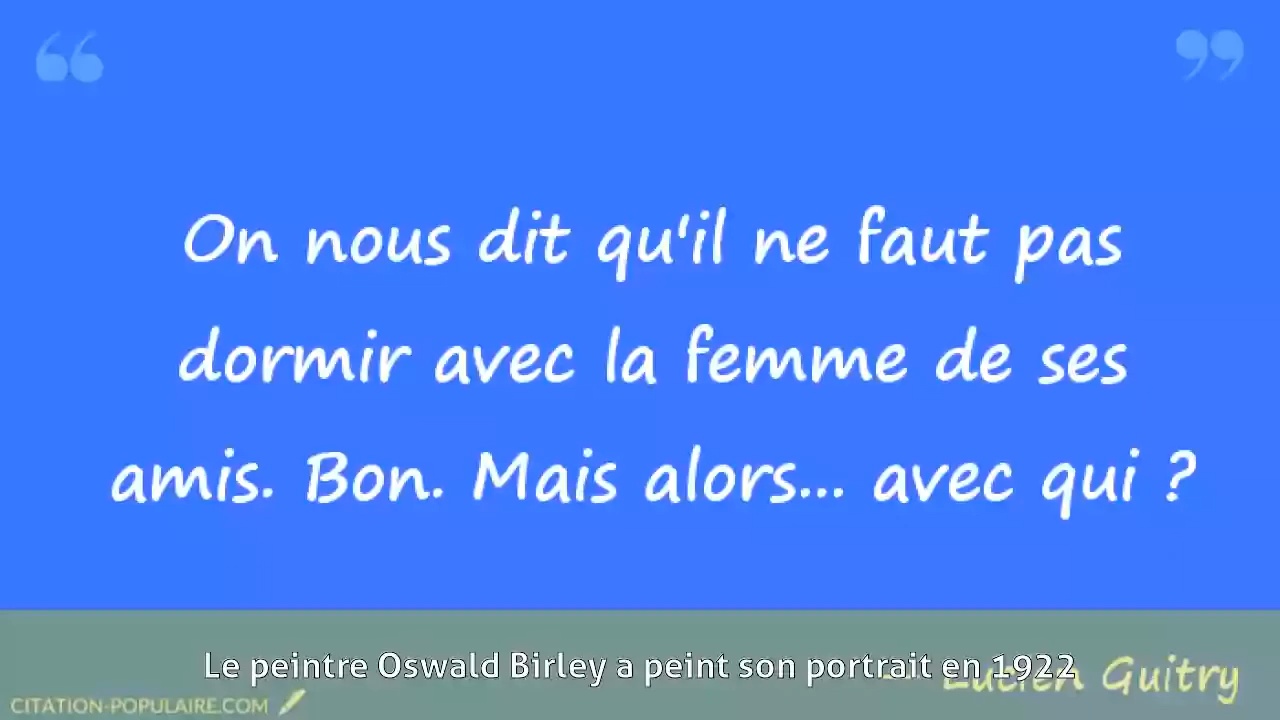 “ ”
On nous dit qu'il ne faut pas
dormir avec la femme de ses
amis. Bon. Mais alors... avec qui ?
Le peintre Oswald Birley a peint son portrait en 1922
— Lucien Guitry
CITATION-POPULAIRE.COM